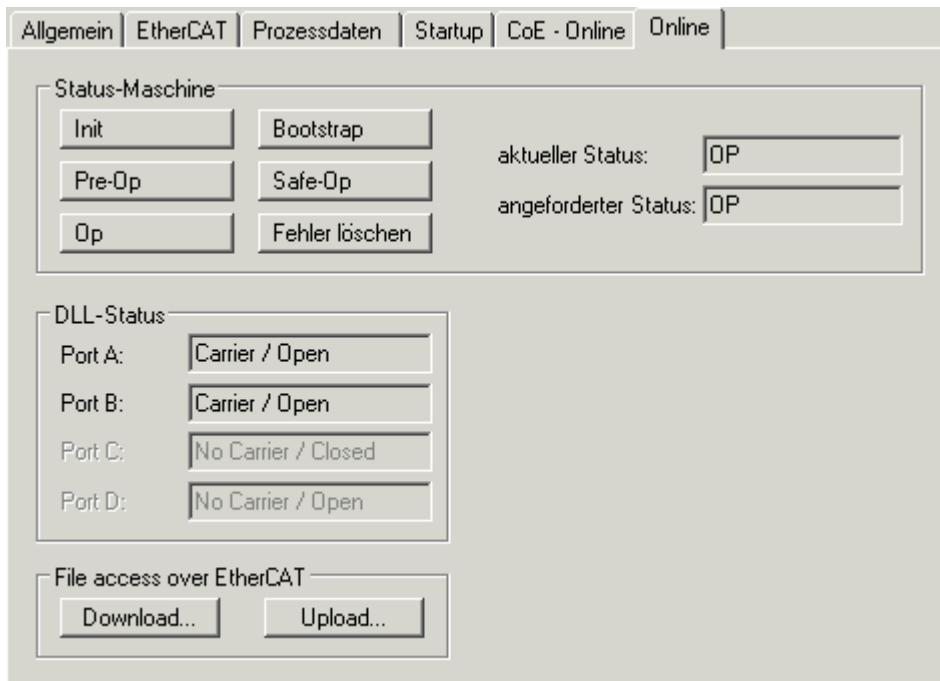 Allgemein EtherCAT Prozessdaten Startup CoE - Online Online
Status-Maschine
Init Bootstrap
aktueller Status: OP
Pre-Op Safe-Op
angeforderter Status: OP
Op Fehler löschen
DLL-Status
Port A: Carrier / Open
Port B: Carrier / Open
Port C: No Carrier / Closed
Port D: No Carrier / Open
File access over EtherCAT
Download... Upload...